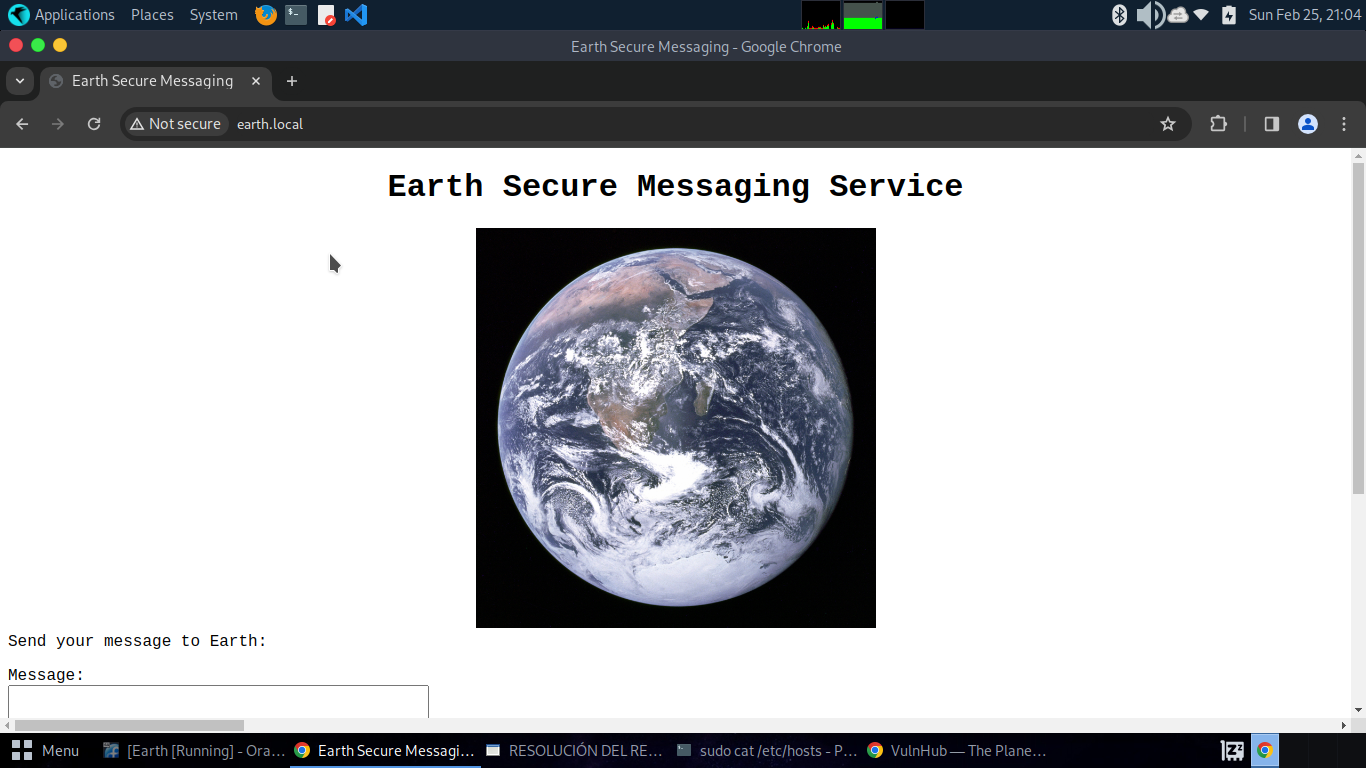 Applications Places System
Sun Feb 25, 21:04
Earth Secure Messaging - Google Chrome
Earth Secure Messaging
Not secure earth.local
Earth Secure Messaging Service
Send your message to Earth:
Message:
Menu [Earth [Running] - Ora… Earth Secure Messagi… RESOLUCIÓN DEL RE… sudo cat /etc/hosts - P… VulnHub — The Plane…